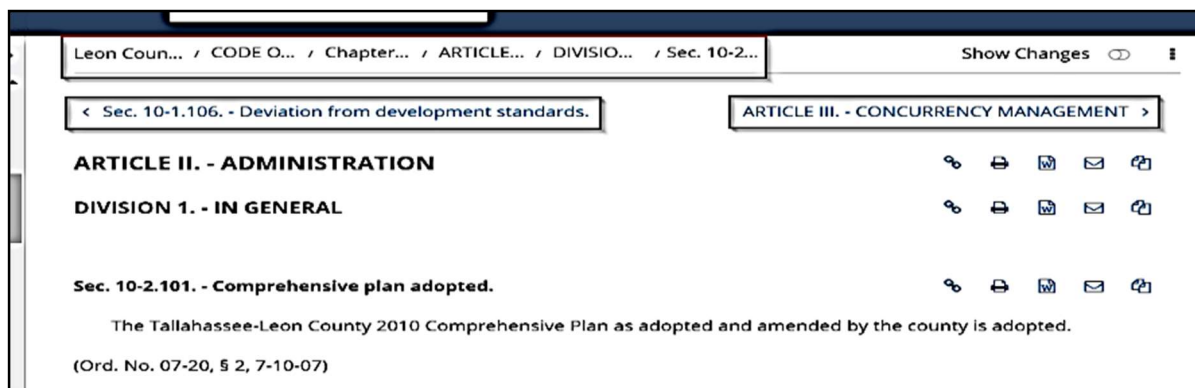 Leon Coun... / CODE O... / Chapter... / ARTICLE... / DIVISIO... / Sec. 10-2... Show Changes
< Sec. 10-1.106. - Deviation from development standards. ARTICLE III. - CONCURRENCY MANAGEMENT >
ARTICLE II. - ADMINISTRATION
DIVISION 1. - IN GENERAL
Sec. 10-2.101. - Comprehensive plan adopted.
The Tallahassee-Leon County 2010 Comprehensive Plan as adopted and amended by the county is adopted.
(Ord. No. 07-20, § 2, 7-10-07)